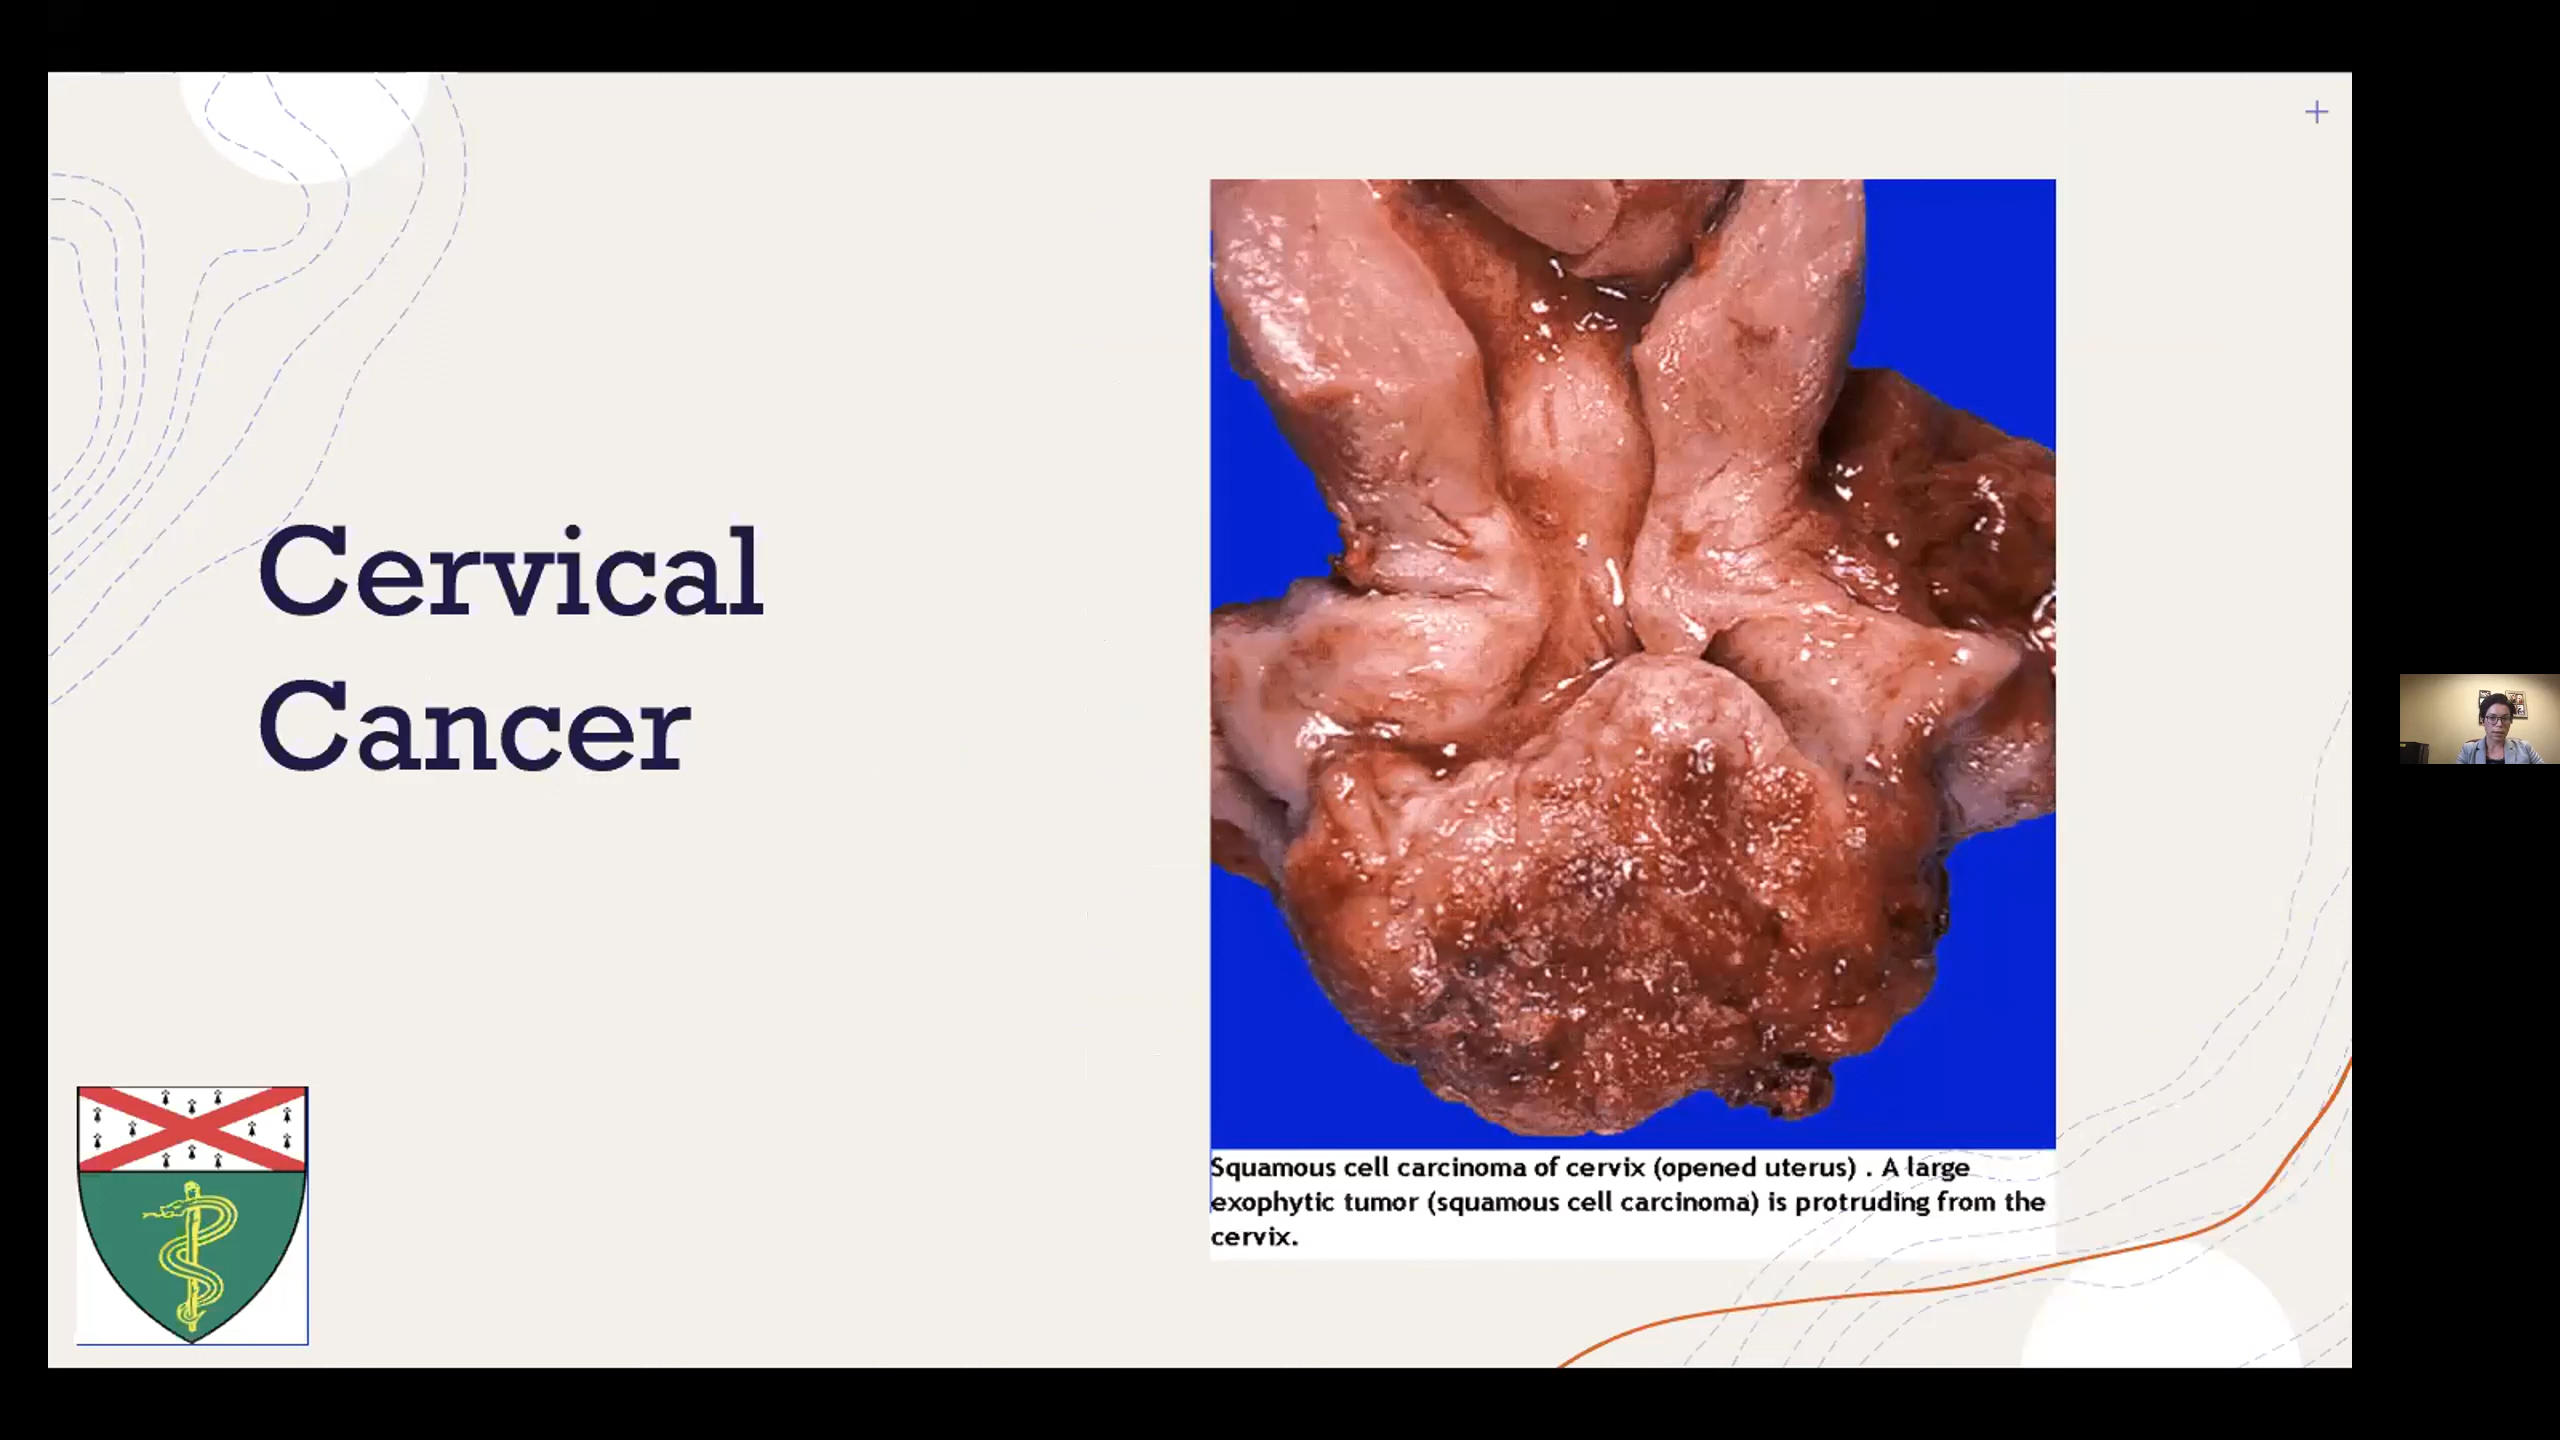 Cervical
Cancer
Squamous cell carcinoma of cervix (opened uterus) . A large
exophytic tumor (squamous cell carcinoma) is protruding from the
cervix.